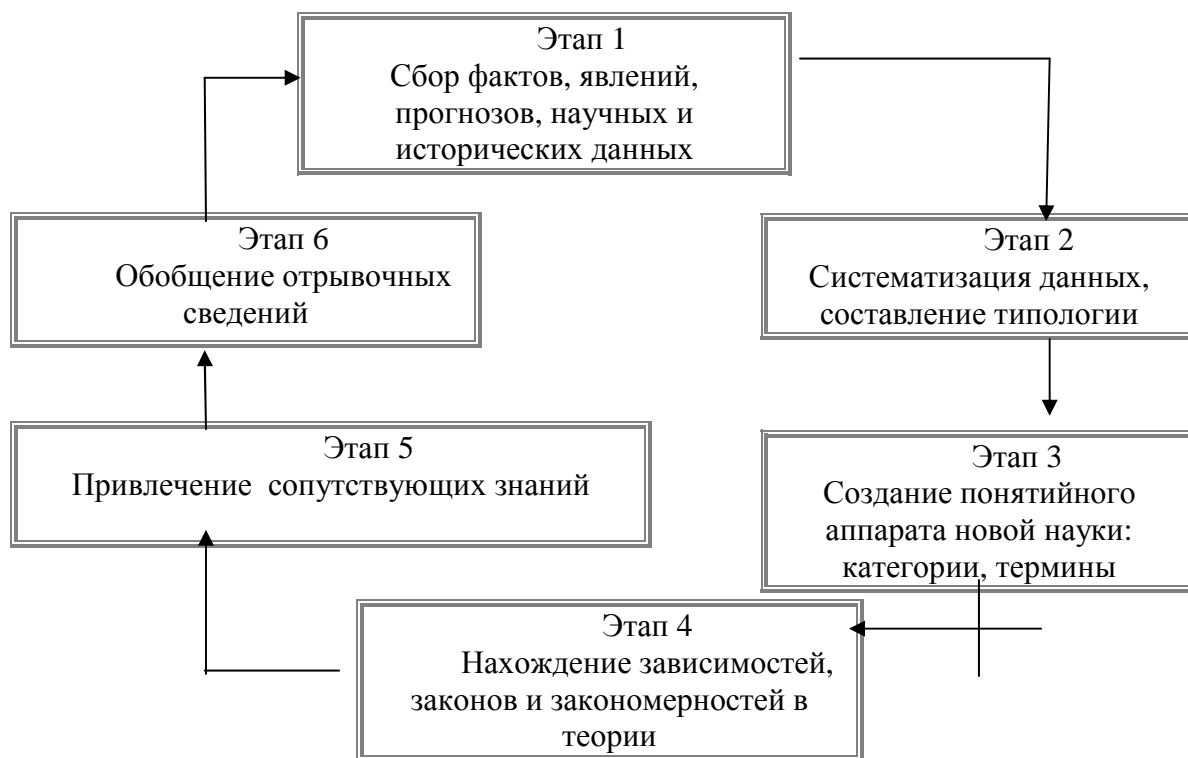 Этап 1
Сбор фактов, явлений,
прогнозов, научных и
исторических данных
Этап 6
Обобщение отрывочных
сведений
Этап 2
Систематизация данных,
составление типологии
Этап 5
Привлечение сопутствующих знаний
Этап 3
Создание понятийного
аппарата новой науки:
категории, термины
Этап 4
Нахождение зависимостей,
законов и закономерностей в
теории